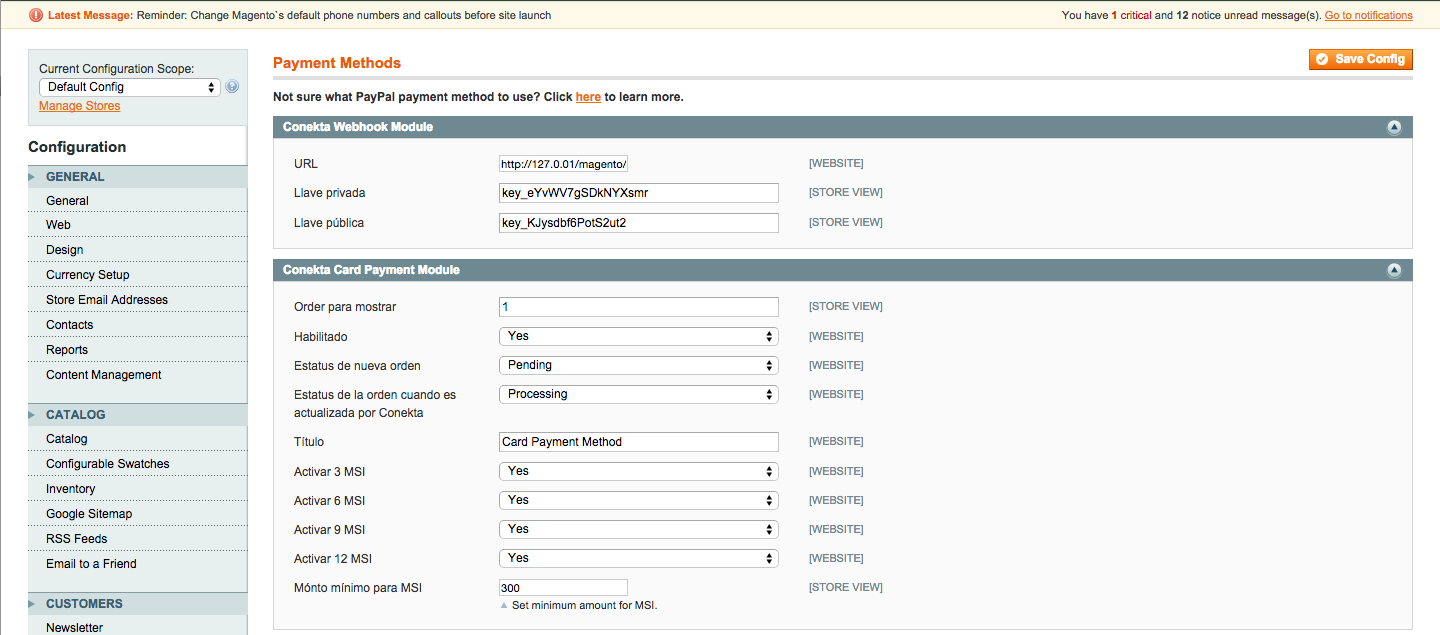 Latest Message: Reminder: Change Magento`s default phone numbers and callouts before site launch
You have 1 critical and 12 notice unread message(s). Go to notifications
Current Configuration Scope:
Default Config
Manage Stores
Configuration
GENERAL
General
Web
Design
Currency Setup
Store Email Addresses
Contacts
Reports
Content Management
CATALOG
Catalog
Configurable Swatches
Inventory
Google Sitemap
RSS Feeds
Email to a Friend
CUSTOMERS
Newsletter
Payment Methods
Save Config
Not sure what PayPal payment method to use? Click here to learn more.
Conekta Webhook Module
URL http://127.0.01/magento/ [WEBSITE]
Llave privada key_eYvWV7gSDkNYXsmr [STORE VIEW]
Llave pública key_KJysdbf6PotS2ut2 [STORE VIEW]
Conekta Card Payment Module
Order para mostrar 1 [STORE VIEW]
Habilitado Yes [WEBSITE]
Estatus de nueva orden Pending [WEBSITE]
Estatus de la orden cuando es Processing [WEBSITE]
actualizada por Conekta
Título Card Payment Method [WEBSITE]
Activar 3 MSI Yes [WEBSITE]
Activar 6 MSI Yes [WEBSITE]
Activar 9 MSI Yes [WEBSITE]
Activar 12 MSI Yes [WEBSITE]
Mónto mínimo para MSI 300 [STORE VIEW]
Set minimum amount for MSI.